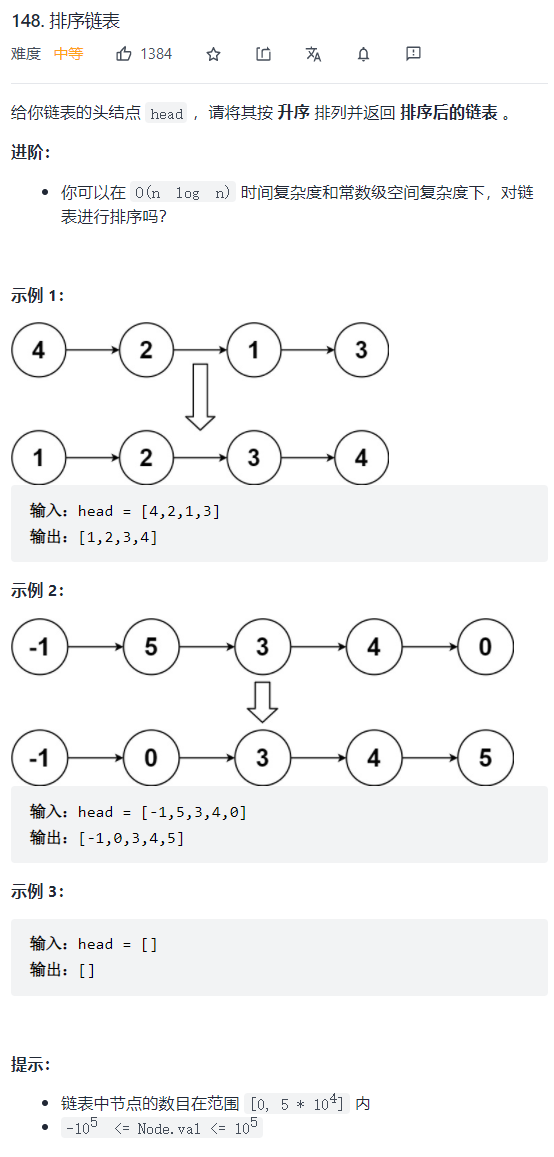 148. 排序链表
难度 中等 1384
给你链表的头结点 head ，请将其按 升序 排列并返回 排序后的链表 。
进阶：
你可以在 O(n log n) 时间复杂度和常数级空间复杂度下，对链
表进行排序吗？
示例 1：
4 2 1 3
1 2 3 4
输入：head = [4,2,1,3]
输出：[1,2,3,4]
示例 2：
-1 5 3 4 0
-1 0 3 4 5
输入：head = [-1,5,3,4,0]
输出：[-1,0,3,4,5]
示例 3：
输入：head = []
输出：[]
提示：
链表中节点的数目在范围 [0, 5 * 10⁴] 内
-10⁵ <= Node.val <= 10⁵